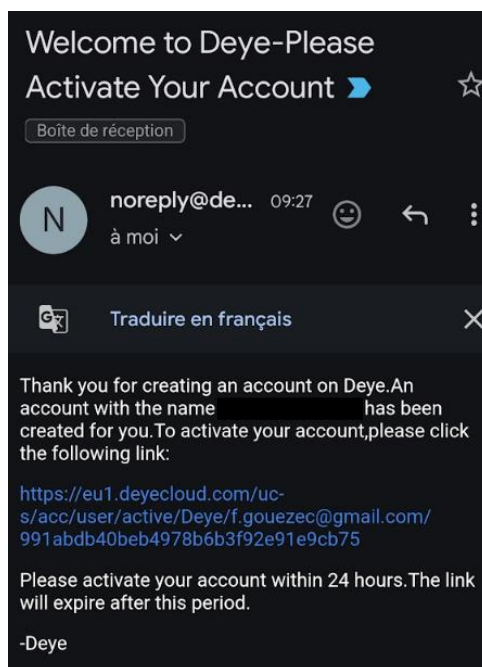 Welcome to Deye-Please
Activate Your Account
Boîte de réception
N
noreply@de... 09:27
à moi
Traduire en français
Thank you for creating an account on Deye.An
account with the name has been
created for you.To activate your account,please click
the following link:
https://eu1.deyecloud.com/uc-
s/acc/user/active/Deye/f.gouezec@gmail.com/
991abdb40beb4978b6b3f92e91e9cb75
Please activate your account within 24 hours.The link
will expire after this period.
-Deye